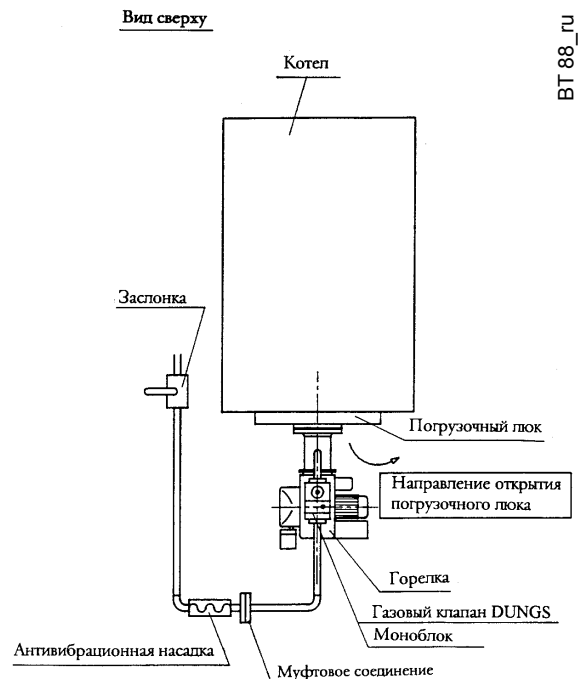 Вид сверху
BT 88_ru
Котел
Заслонка
Погрузочный люк
Направление открытия
погрузочного люка
Горелка
Газовый клапан DUNGS
Моноблок
Антивибрационная насадка
Муфтовое соединение